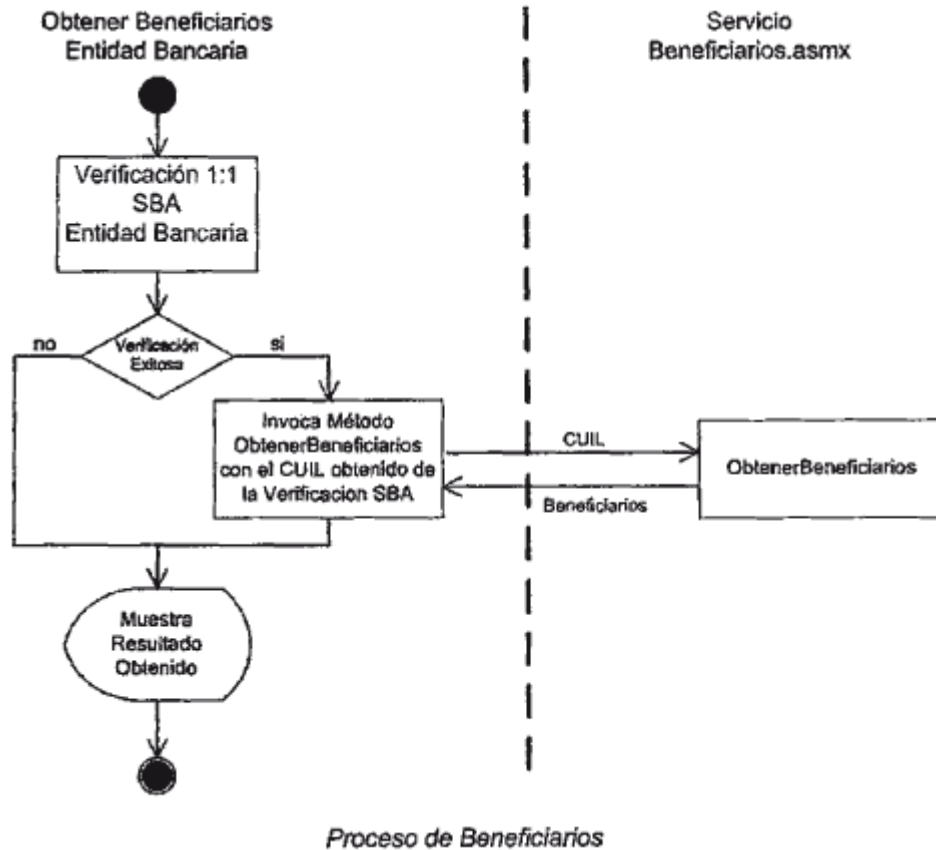 Obtener Beneficiarios
Entidad Bancaria
Servicio
Beneficiarios.asmx
Verificación 1:1
SBA
Entidad Bancaria
no
Verificación
Exitosa
si
Invoca Método
ObtenerBeneficiarios
con el CUIL obtenido de
la Verificacion SBA
CUIL
Beneficiarios
ObtenerBeneficiarios
Muestra
Resultado
Obtenido
Proceso de Beneficiarios